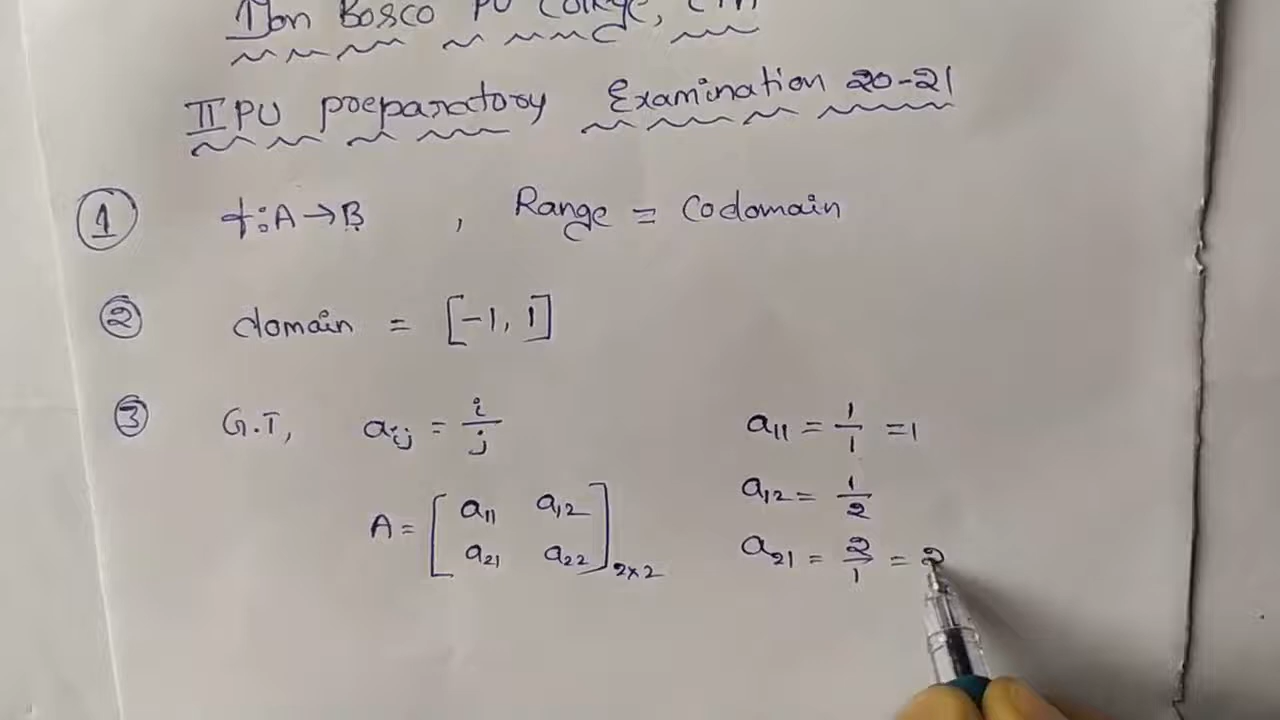 Don Bosco PU College, CTA
II PU preparatory Examination 20-21
1 f:A→B , Range = Codomain
2 domain = [-1, 1]
3 G.T, aij = i/j
a11 = 1/1 = 1
a12 = 1/2
A = [a11 a12
a21 a22]2×2
a21 = 2/1 = 2